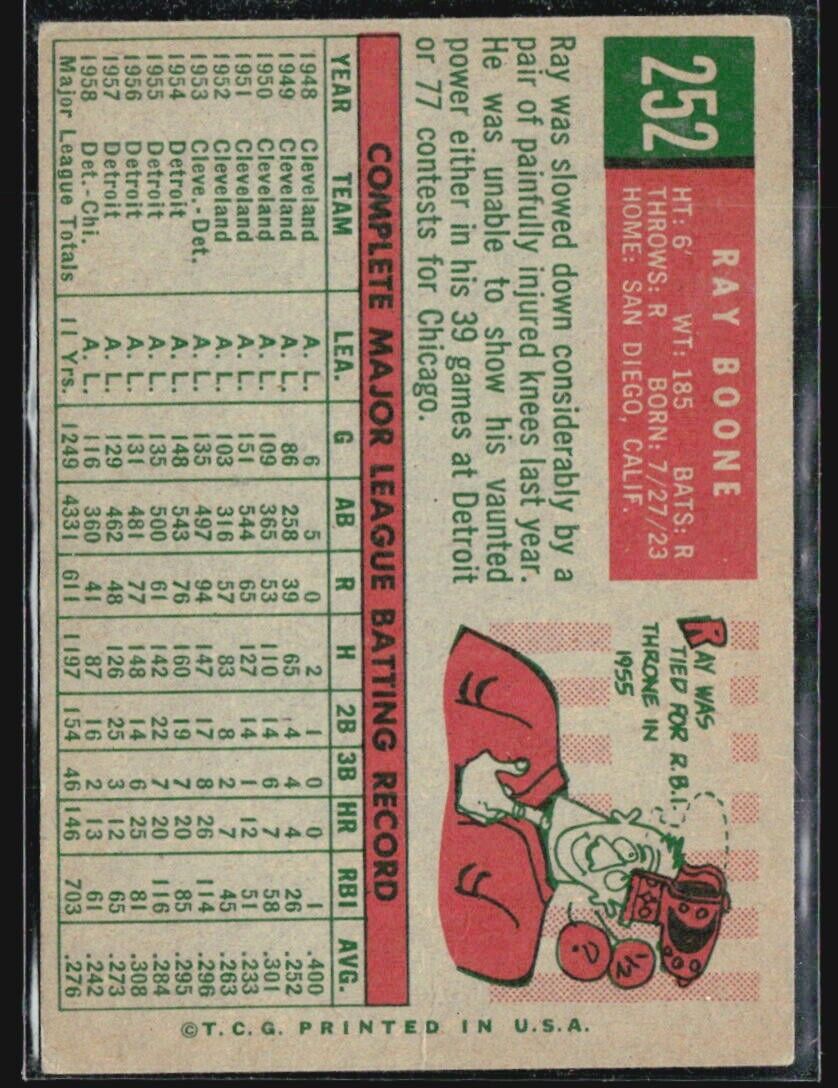 252
RAY BOONE
HT: 6' WT: 185 BATS: R
THROWS: R BORN: 7/27/23
HOME: SAN DIEGO, CALIF.
Ray was slowed down considerably by a
pair of painfully injured knees last year.
He was unable to show his vaunted
power either in his 39 games at Detroit
or 77 contests for Chicago.
RAY WAS
TIED FOR R.B.I.
THRONE IN
1955
½
?
COMPLETE MAJOR LEAGUE BATTING RECORD
YEAR TEAM LEA. G AB R H 2B 3B HR RBI AVG.
1948 Cleveland A. L. 6 5 0 2 1 0 0 1 .400
1949 Cleveland A. L. 86 258 39 65 4 4 4 26 .252
1950 Cleveland A. L. 109 365 53 110 14 6 7 58 .301
1951 Cleveland A. L. 151 544 65 127 14 1 12 51 .233
1952 Cleveland A. L. 103 316 57 83 8 2 7 45 .263
1953 Cleve.-Det. A. L. 135 497 94 147 17 8 26 114 .296
1954 Detroit A. L. 148 543 76 160 19 7 20 85 .295
1955 Detroit A. L. 135 500 61 142 22 7 20 116 .284
1956 Detroit A. L. 131 481 77 148 14 6 25 81 .308
1957 Detroit A. L. 129 462 48 126 25 3 12 65 .273
1958 Det.-Chi. A. L. 116 360 41 87 16 2 13 61 .242
Major League Totals 11 Yrs. 1249 4331 611 1197 154 46 146 703 .276
©T.C.G. PRINTED IN U.S.A.